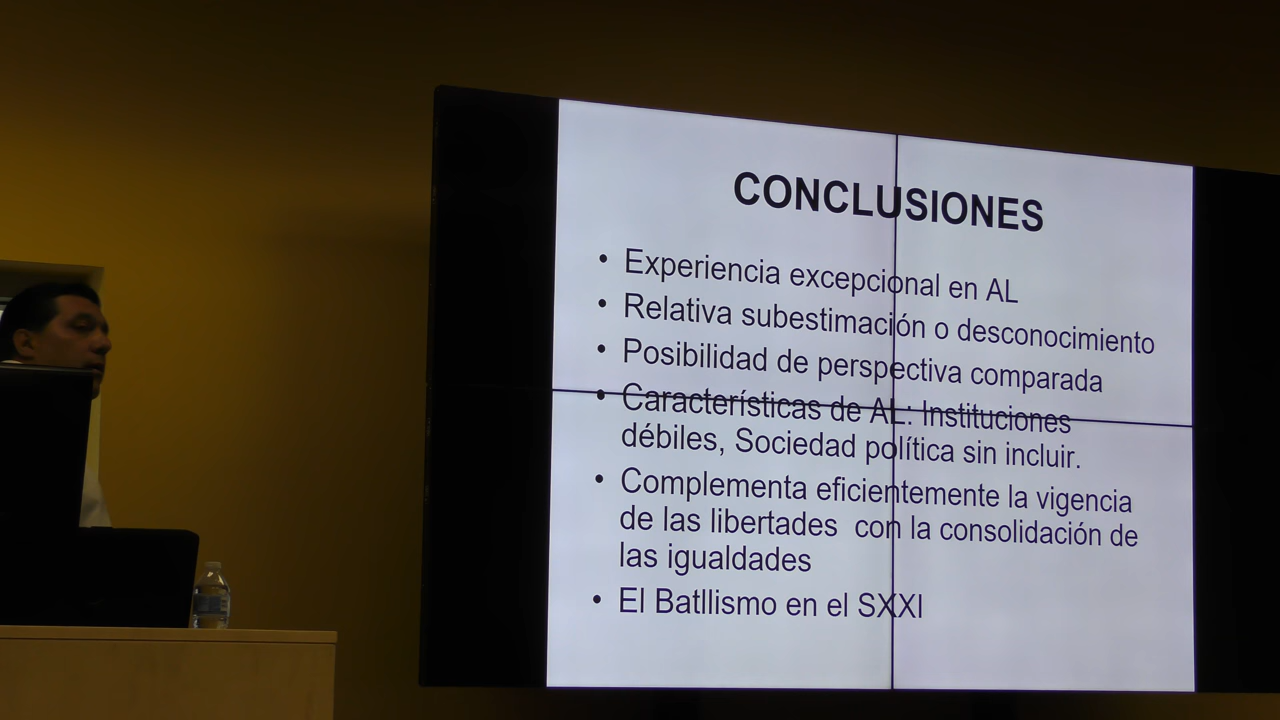 CONCLUSIONES
• Experiencia excepcional en AL
• Relativa subestimación o desconocimiento
• Posibilidad de perspectiva comparada
• Características de AL: Instituciones
débiles, Sociedad política sin incluir.
• Complementa eficientemente la vigencia
de las libertades con la consolidación de
las igualdades
• El Batllismo en el SXXI